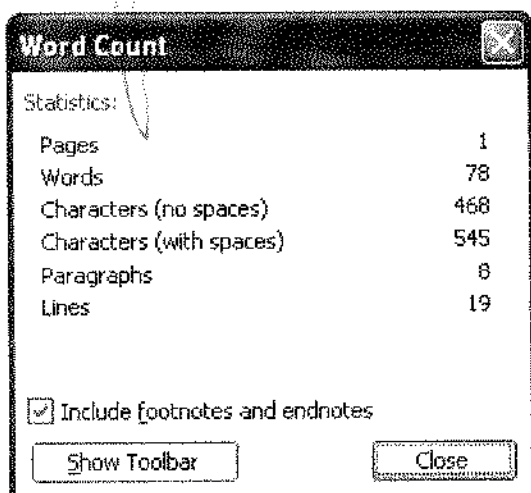 Word Count
Statistics:
Pages 1
Words 78
Characters (no spaces) 468
Characters (with spaces) 545
Paragraphs 8
Lines 19
Include footnotes and endnotes
Show Toolbar
Close